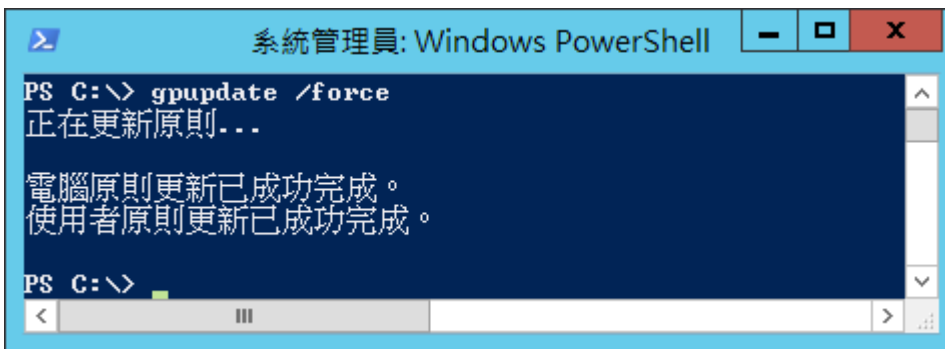 系統管理員: Windows PowerShell
PS C:\> gpupdate /force
正在更新原則...
電腦原則更新已成功完成。
使用者原則更新已成功完成。
PS C:\>